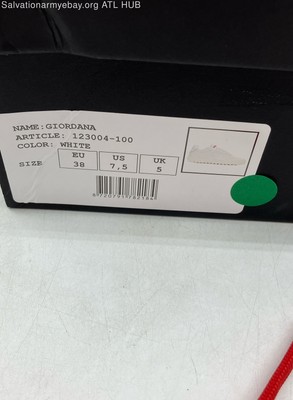 Salvationarmyebay.org ATL HUB
NAME:GIORDANA
ARTICLE: 123004-100
COLOR: WHITE
SIZE
EU US UK
38 7,5 5